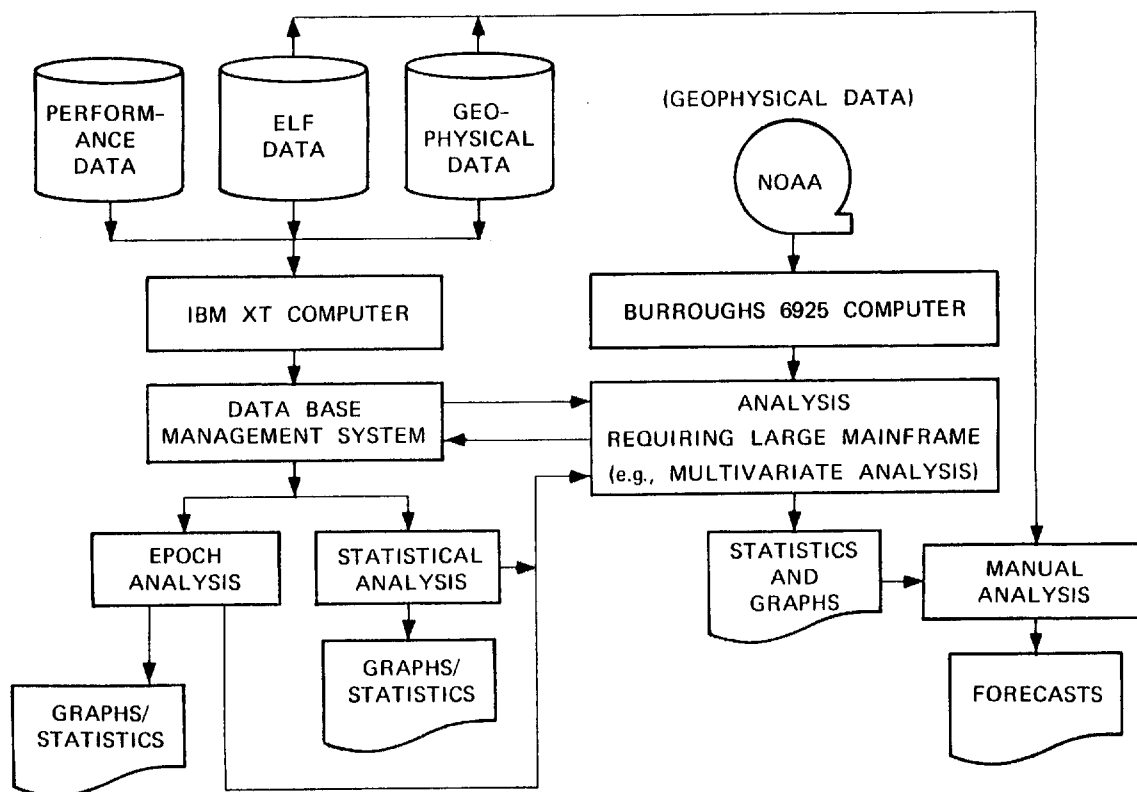 PERFORM-
ANCE
DATA
ELF
DATA
GEO-
PHYSICAL
DATA
(GEOPHYSICAL DATA)
NOAA
IBM XT COMPUTER
BURROUGHS 6925 COMPUTER
DATA BASE
MANAGEMENT SYSTEM
ANALYSIS
REQUIRING LARGE MAINFRAME
(e.g., MULTIVARIATE ANALYSIS)
EPOCH
ANALYSIS
STATISTICAL
ANALYSIS
STATISTICS
AND
GRAPHS
MANUAL
ANALYSIS
GRAPHS/
STATISTICS
GRAPHS/
STATISTICS
FORECASTS